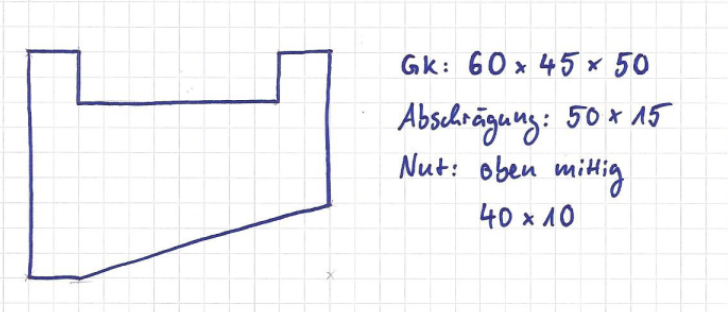 GK: 60 x 45 x 50
Abschrägung: 50 x 15
Nut: oben mittig
40 x 10